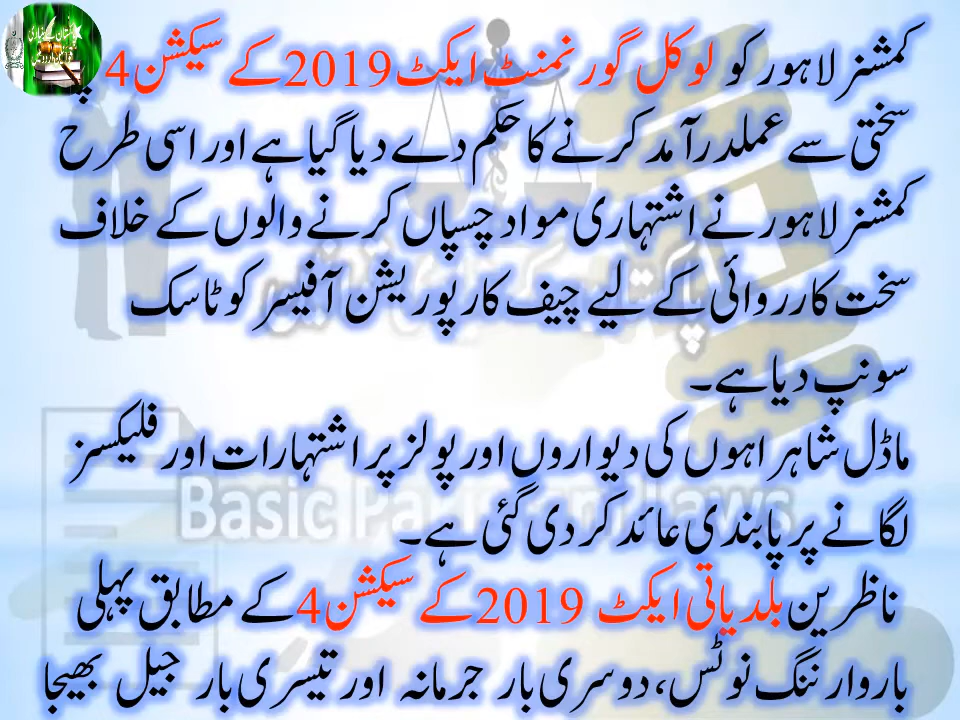 کمشنر لاہور کو لوکل گورنمنٹ ایکٹ 2019 کے سیکشن 4 پر
سختی سے عملدرآمد کرنے کا حکم دے دیا گیا ہے اور اسی طرح
کمشنر لاہور نے اشتہاری مواد چسپاں کرنے والوں کے خلاف
سخت کارروائی کے لیے چیف کارپوریشن آفیسر کو ٹاسک
سونپ دیا ہے۔
ماڈل شاہراہوں کی دیواروں اور پولز پر اشتہارات اور فلیکسز
لگانے پر پابندی عائد کر دی گئی ہے۔
ناظرین بلدیاتی ایکٹ 2019 کے سیکشن 4 کے مطابق پہلی
بار وارننگ نوٹس، دوسری بار جرمانہ اور تیسری بار جیل بھیجا
Basic Pakistan Laws